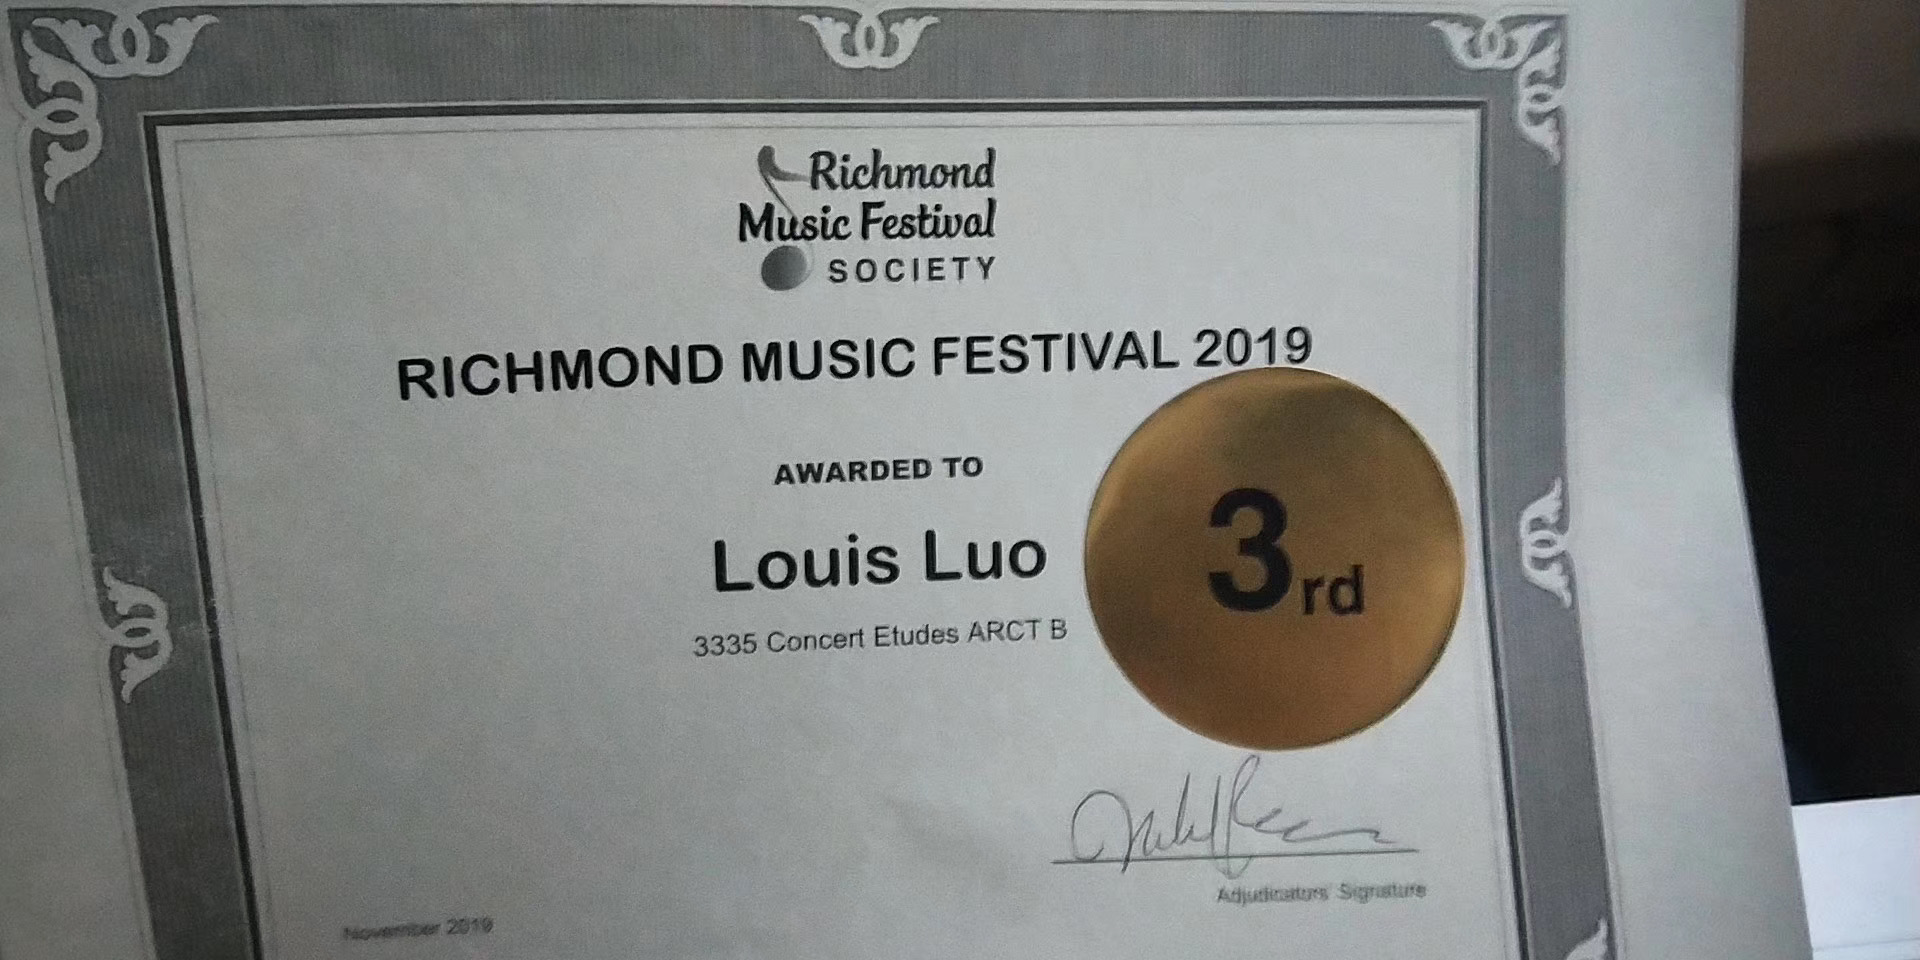 Richmond
Music Festival
SOCIETY
RICHMOND MUSIC FESTIVAL 2019
AWARDED TO
Louis Luo
3335 Concert Etudes ARCT B
3rd
Adjudicators' Signature
November 2019